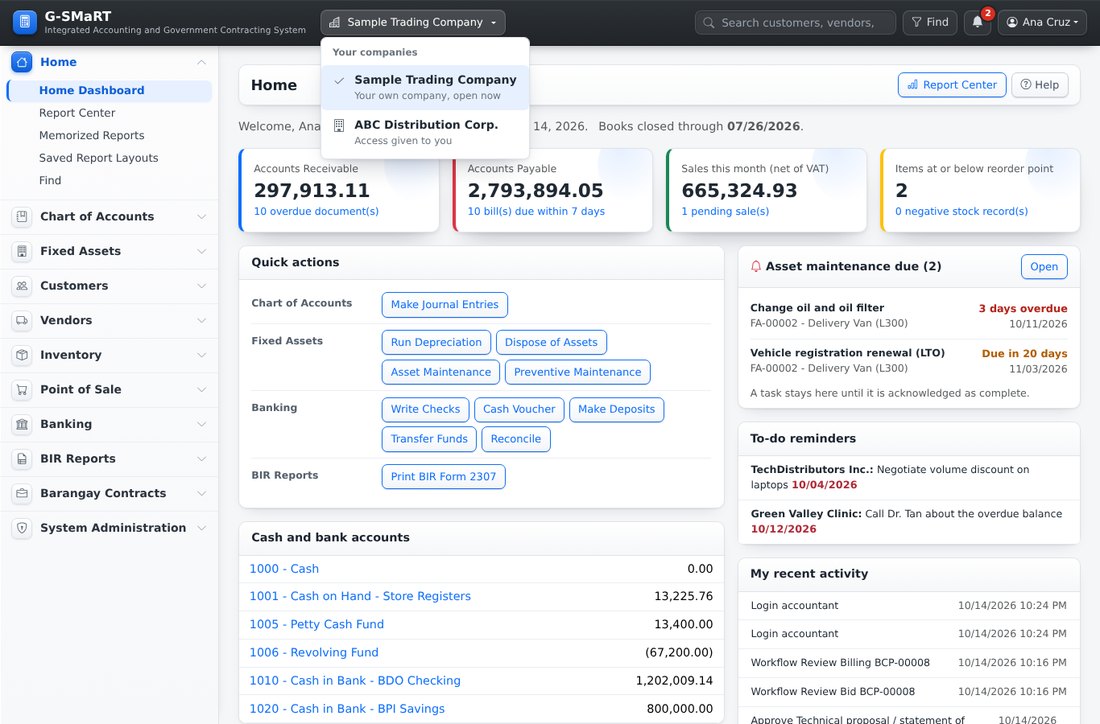 G-SMaRT
Integrated Accounting and Government Contracting System
Sample Trading Company
Search customers, vendors,
Find
2
Ana Cruz
Your companies
Sample Trading Company
Your own company, open now
ABC Distribution Corp.
Access given to you
Home
Home Dashboard
Report Center
Memorized Reports
Saved Report Layouts
Find
Chart of Accounts
Fixed Assets
Customers
Vendors
Inventory
Point of Sale
Banking
BIR Reports
Barangay Contracts
System Administration
Home
Report Center
Help
Welcome, Ana
14, 2026. Books closed through 07/26/2026.
Accounts Receivable
297,913.11
10 overdue document(s)
Accounts Payable
2,793,894.05
10 bill(s) due within 7 days
Sales this month (net of VAT)
665,324.93
1 pending sale(s)
Items at or below reorder point
2
0 negative stock record(s)
Quick actions
Chart of Accounts
Make Journal Entries
Fixed Assets
Run Depreciation Dispose of Assets
Asset Maintenance Preventive Maintenance
Banking
Write Checks Cash Voucher Make Deposits
Transfer Funds Reconcile
BIR Reports
Print BIR Form 2307
Cash and bank accounts
1000 - Cash 0.00
1001 - Cash on Hand - Store Registers 13,225.76
1005 - Petty Cash Fund 13,400.00
1006 - Revolving Fund (67,200.00)
1010 - Cash in Bank - BDO Checking 1,202,009.14
1020 - Cash in Bank - BPI Savings 800,000.00
Asset maintenance due (2)
Open
Change oil and oil filter 3 days overdue
FA-00002 - Delivery Van (L300) 10/11/2026
Vehicle registration renewal (LTO) Due in 20 days
FA-00002 - Delivery Van (L300) 11/03/2026
A task stays here until it is acknowledged as complete.
To-do reminders
TechDistributors Inc.: Negotiate volume discount on
laptops 10/04/2026
Green Valley Clinic: Call Dr. Tan about the overdue balance
10/12/2026
My recent activity
Login accountant 10/14/2026 10:24 PM
Login accountant 10/14/2026 10:24 PM
Workflow Review Billing BCP-00008 10/14/2026 10:16 PM
Workflow Review Bid BCP-00008 10/14/2026 10:16 PM
Approve Technical proposal / statement of 10/14/2026